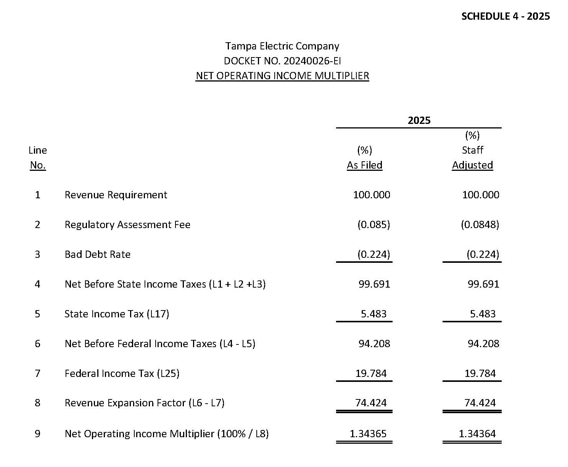 SCHEDULE 4 - 2025
Tampa Electric Company
DOCKET NO. 20240026-EI
NET OPERATING INCOME MULTIPLIER
2025
(%)
Line (%) Staff
No. As Filed Adjusted
1 Revenue Requirement 100.000 100.000
2 Regulatory Assessment Fee (0.085) (0.0848)
3 Bad Debt Rate (0.224) (0.224)
4 Net Before State Income Taxes (L1 + L2 +L3) 99.691 99.691
5 State Income Tax (L17) 5.483 5.483
6 Net Before Federal Income Taxes (L4 - L5) 94.208 94.208
7 Federal Income Tax (L25) 19.784 19.784
8 Revenue Expansion Factor (L6 - L7) 74.424 74.424
9 Net Operating Income Multiplier (100% / L8) 1.34365 1.34364